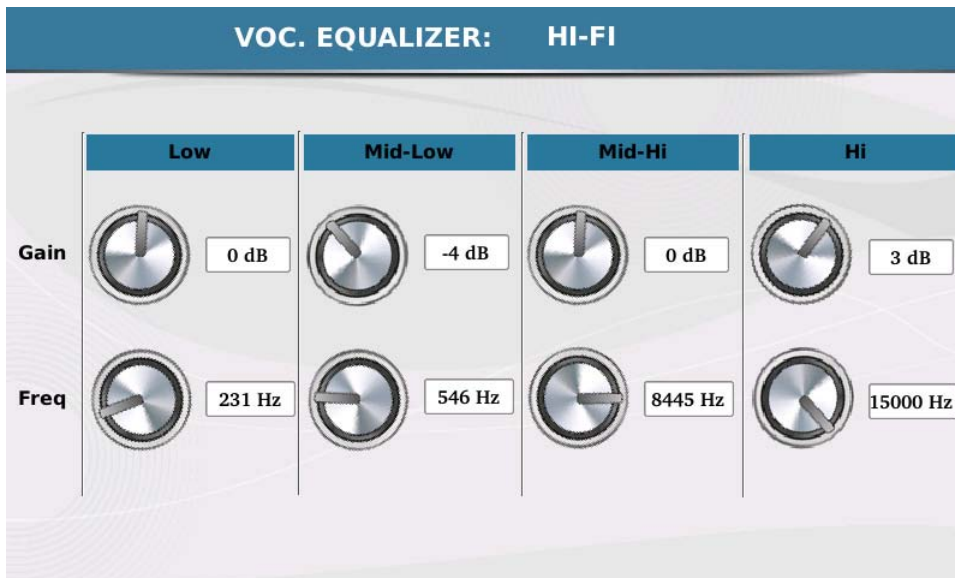 VOC. EQUALIZER: HI-FI
Low Mid-Low Mid-Hi Hi
Gain 0 dB -4 dB 0 dB 3 dB
Freq 231 Hz 546 Hz 8445 Hz 15000 Hz